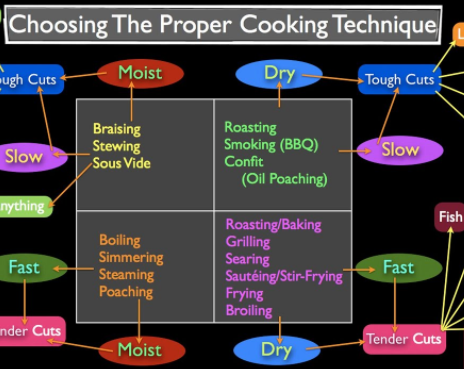 Choosing The Proper Cooking Technique
L
ough Cuts
Moist
Dry
Tough Cuts
Braising
Stewing
Sous Vide
Roasting
Smoking (BBQ)
Confit
(Oil Poaching)
Slow
Slow
nything
Boiling
Simmering
Steaming
Poaching
Roasting/Baking
Grilling
Searing
Sautéing/Stir-Frying
Frying
Broiling
Fish
Fast
Fast
ender Cuts
Moist
Dry
Tender Cuts